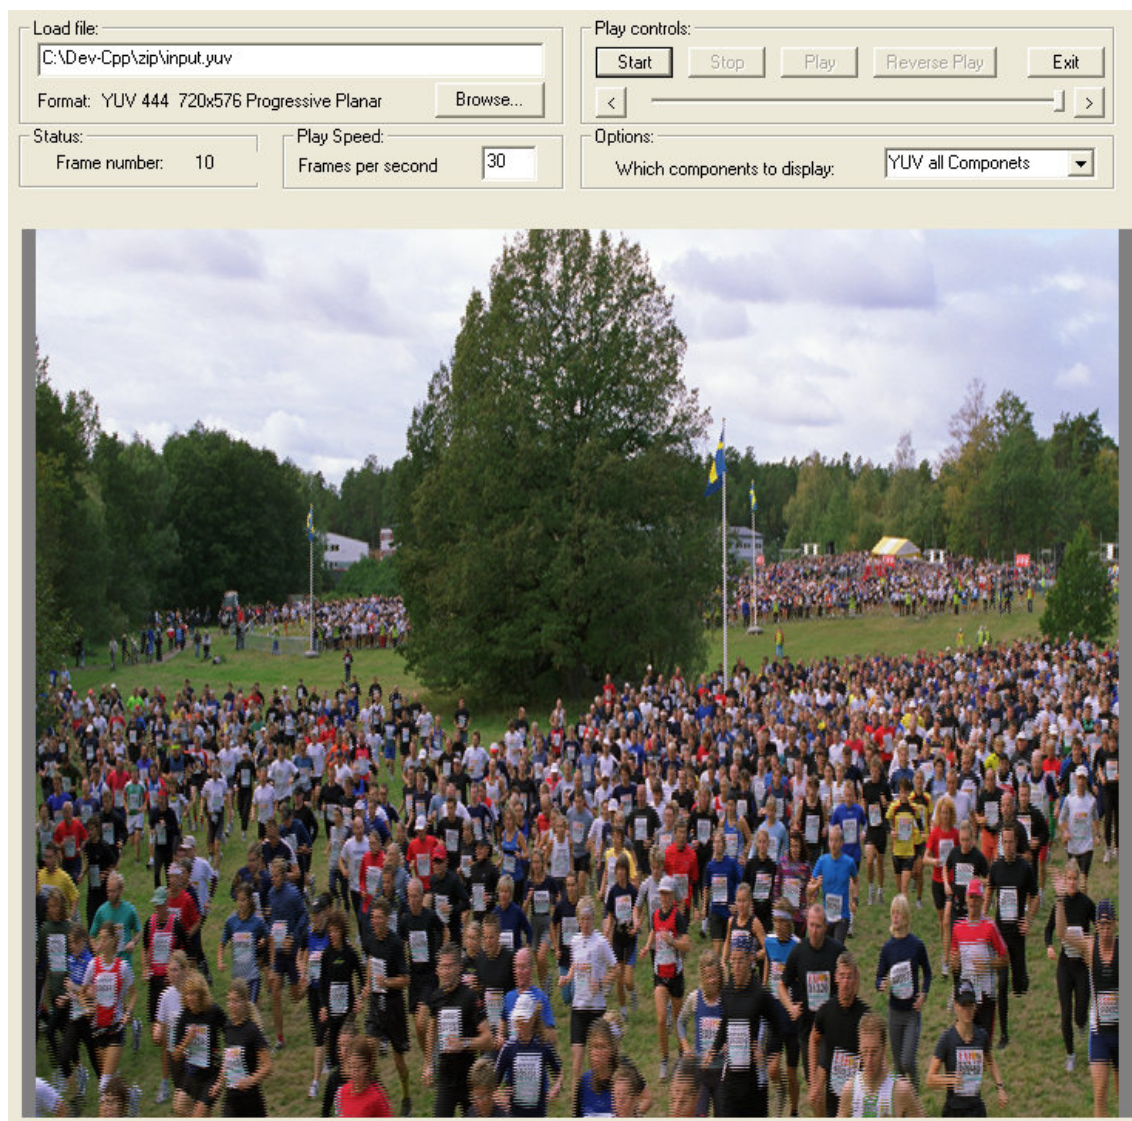 Load file:
C:\Dev-Cpp\zip\input.yuv
Format: YUV 444 720x576 Progressive Planar
Browse...
Play controls:
Start
Stop
Play
Reverse Play
Exit
<
>
Status:
Frame number: 10
Play Speed:
Frames per second 30
Options:
Which components to display: YUV all Componets